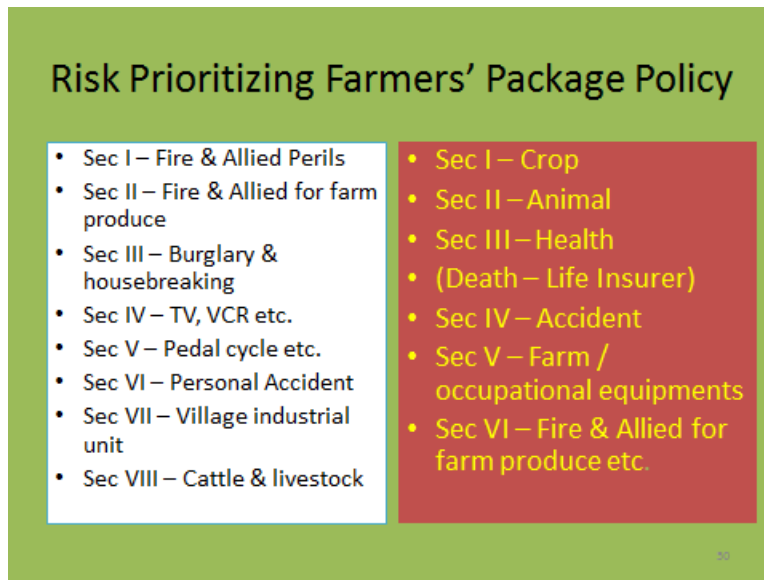 Risk Prioritizing Farmers’ Package Policy
• Sec I – Fire & Allied Perils
• Sec II – Fire & Allied for farm
produce
• Sec III – Burglary &
housebreaking
• Sec IV – TV, VCR etc.
• Sec V – Pedal cycle etc.
• Sec VI – Personal Accident
• Sec VII – Village industrial
unit
• Sec VIII – Cattle & livestock
• Sec I – Crop
• Sec II – Animal
• Sec III – Health
• (Death – Life Insurer)
• Sec IV – Accident
• Sec V – Farm /
occupational equipments
• Sec VI – Fire & Allied for
farm produce etc.
50